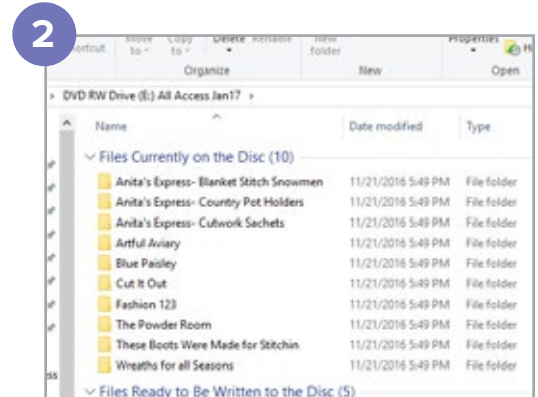 2
Move Copy Delete Rename New Properties
to to folder
Organize New Open
DVD RW Drive (E:) All Access Jan17
Name Date modified Type
Files Currently on the Disc (10)
Anita's Express- Blanket Stitch Snowmen 11/21/2016 5:49 PM File folder
Anita's Express- Country Pot Holders 11/21/2016 5:49 PM File folder
Anita's Express- Cutwork Sachets 11/21/2016 5:49 PM File folder
Artful Aviary 11/21/2016 5:49 PM File folder
Blue Paisley 11/21/2016 5:49 PM File folder
Cut It Out 11/21/2016 5:49 PM File folder
Fashion 123 11/21/2016 5:49 PM File folder
The Powder Room 11/21/2016 5:49 PM File folder
These Boots Were Made for Stitchin 11/21/2016 5:49 PM File folder
Wreaths for all Seasons 11/21/2016 5:49 PM File folder
Files Ready to Be Written to the Disc (5)